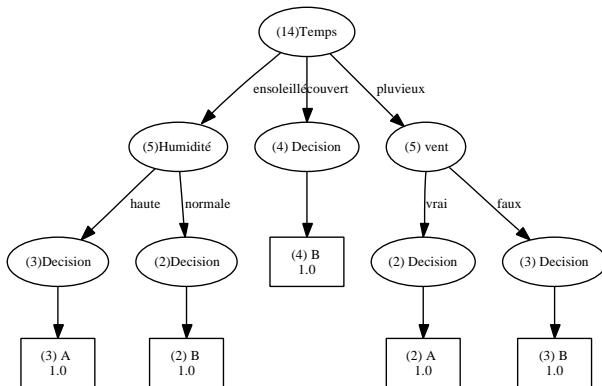 (14)Temps
ensoleillé
couvert
pluvieux
(5)Humidité
(4) Decision
(5) vent
haute
normale
vrai
faux
(4) B
1.0
(3)Decision
(2)Decision
(2) Decision
(3) Decision
(3) A
1.0
(2) B
1.0
(2) A
1.0
(3) B
1.0